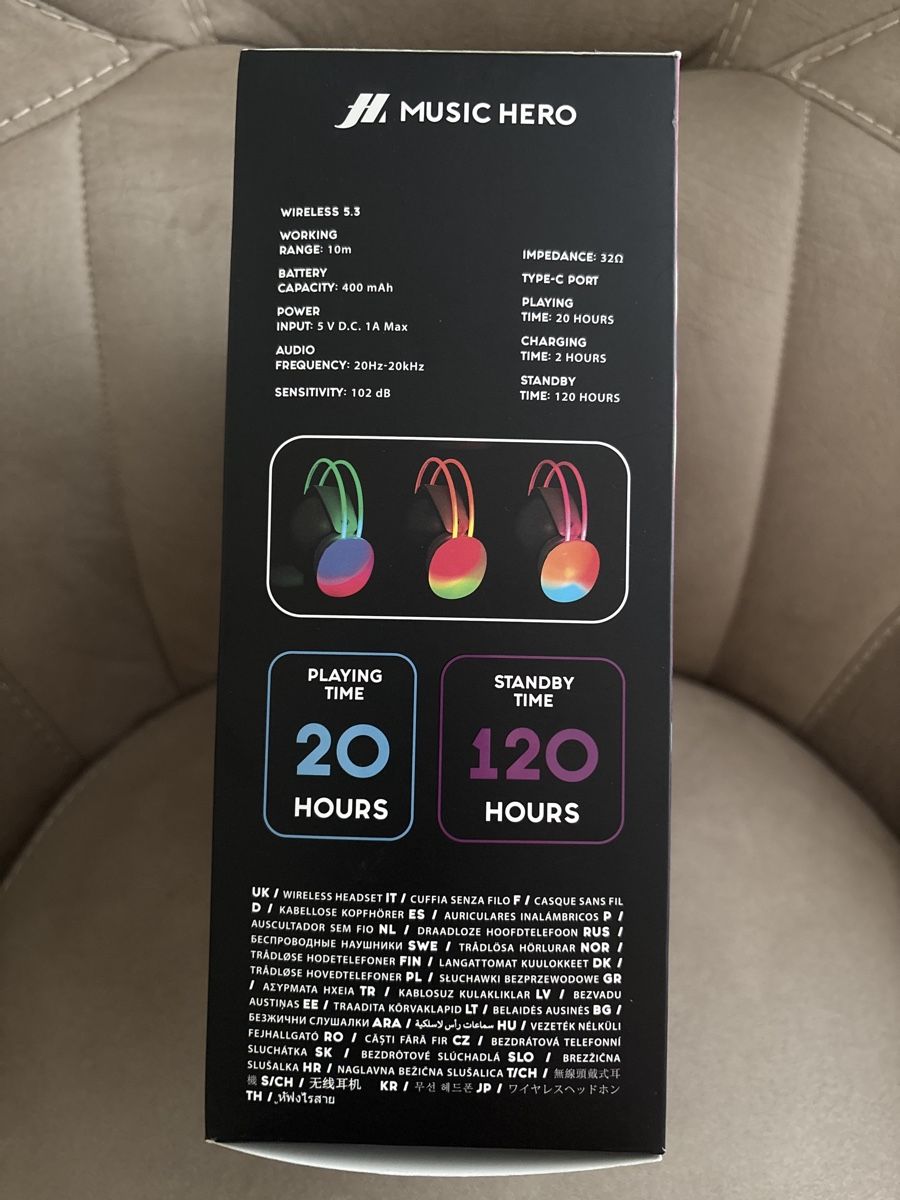 MUSIC HERO
WIRELESS 5.3
WORKING
RANGE: 10m
BATTERY
CAPACITY: 400 mAh
POWER
INPUT: 5 V D.C. 1A Max
AUDIO
FREQUENCY: 20Hz-20kHz
SENSITIVITY: 102 dB
IMPEDANCE: 32Ω
TYPE-C PORT
PLAYING
TIME: 20 HOURS
CHARGING
TIME: 2 HOURS
STANDBY
TIME: 120 HOURS
PLAYING
TIME
20
HOURS
STANDBY
TIME
120
HOURS
UK / WIRELESS HEADSET IT / CUFFIA SENZA FILO F / CASQUE SANS FIL
D / KABELLOSE KOPFHÖRER ES / AURICULARES INALÁMBRICOS P /
AUSCULTADOR SEM FIO NL / DRAADLOZE HOOFDTELEFOON RUS /
БЕСПРОВОДНЫЕ НАУШНИКИ SWE / TRÅDLÖSA HÖRLURAR NOR /
TRÅDLØSE HODETELEFONER FIN / LANGATTOMAT KUULOKKEET DK /
TRÅDLØSE HOVEDTELEFONER PL / SŁUCHAWKI BEZPRZEWODOWE GR
/ ΑΣΥΡΜΑΤΑ ΗΧΕΙΑ TR / KABLOSUZ KULAKLIKLAR LV / BEZVADU
AUSTIŅAS EE / TRAADITA KÕRVAKLAPID LT / BELAIDĖS AUSINĖS BG /
БЕЗЖИЧНИ СЛУШАЛКИ ARA / سماعات رأس لاسلكية HU / VEZETÉK NÉLKÜLI
FEJHALLGATÓ RO / CĂȘTI FĂRĂ FIR CZ / BEZDRÁTOVÁ TELEFONNÍ
SLUCHÁTKA SK / BEZDRÔTOVÉ SLÚCHADLÁ SLO / BREZŽIČNA
SLUŠALKA HR / NAGLAVNA BEŽIČNA SLUŠALICA T/CH / 無線頭戴式耳
機 S/CH / 无线耳机 KR / 무선 헤드폰 JP / ワイヤレスヘッドホン
TH / หูัฟังไรสาย